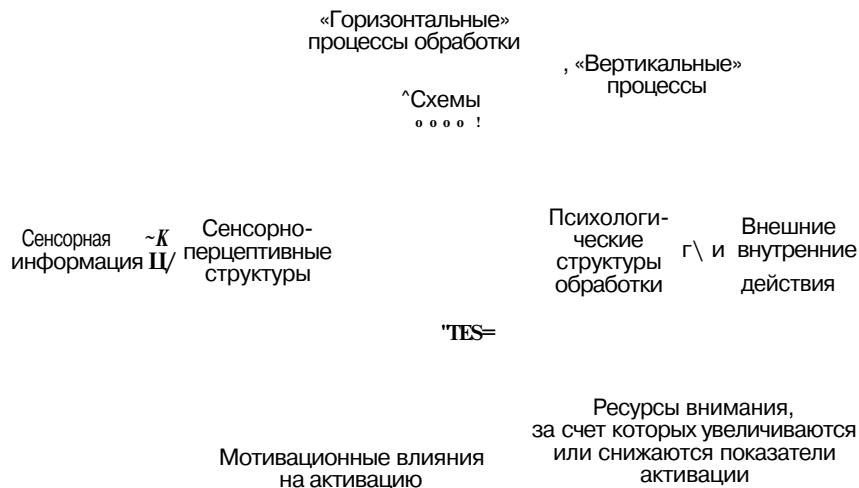 «Горизонтальные»
процессы обработки
, «Вертикальные»
процессы
^Схемы
о о о о !
Сенсорная
информация
~К
Ц/
Сенсорно-
перцептивные
структуры
Психологи-
ческие
структуры
обработки
г\ и
Внешние
внутренние
действия
"TES=
Ресурсы внимания,
за счет которых увеличиваются
или снижаются показатели
активации
Мотивационные влияния
на активацию